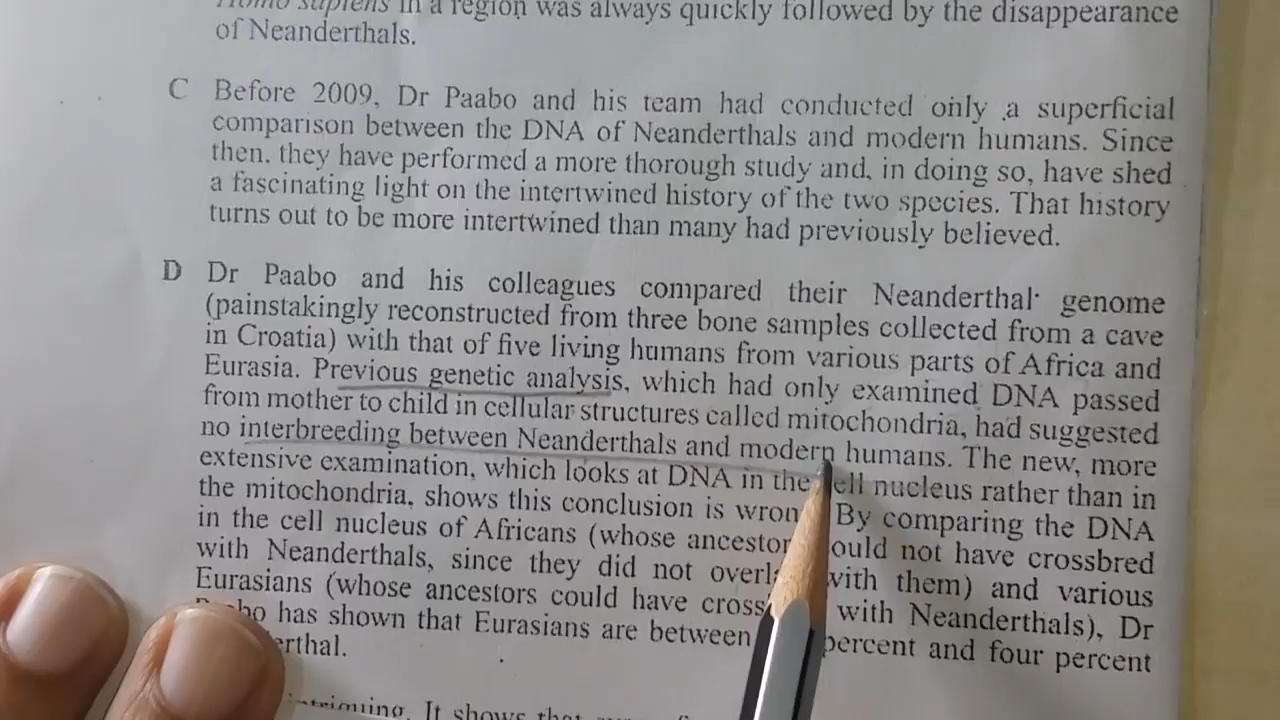 Homo sapiens in a region was always quickly followed by the disappearance
of Neanderthals.
C Before 2009, Dr Paabo and his team had conducted only a superficial
comparison between the DNA of Neanderthals and modern humans. Since
then, they have performed a more thorough study and, in doing so, have shed
a fascinating light on the intertwined history of the two species. That history
turns out to be more intertwined than many had previously believed.
D Dr Paabo and his colleagues compared their Neanderthal genome
(painstakingly reconstructed from three bone samples collected from a cave
in Croatia) with that of five living humans from various parts of Africa and
Eurasia. Previous genetic analysis, which had only examined DNA passed
from mother to child in cellular structures called mitochondria, had suggested
no interbreeding between Neanderthals and modern humans. The new, more
extensive examination, which looks at DNA in the cell nucleus rather than in
the mitochondria, shows this conclusion is wrong. By comparing the DNA
in the cell nucleus of Africans (whose ancestors could not have crossbred
with Neanderthals, since they did not overlap with them) and various
Eurasians (whose ancestors could have crossbred with Neanderthals), Dr
Paabo has shown that Eurasians are between percent and four percent
It shows that